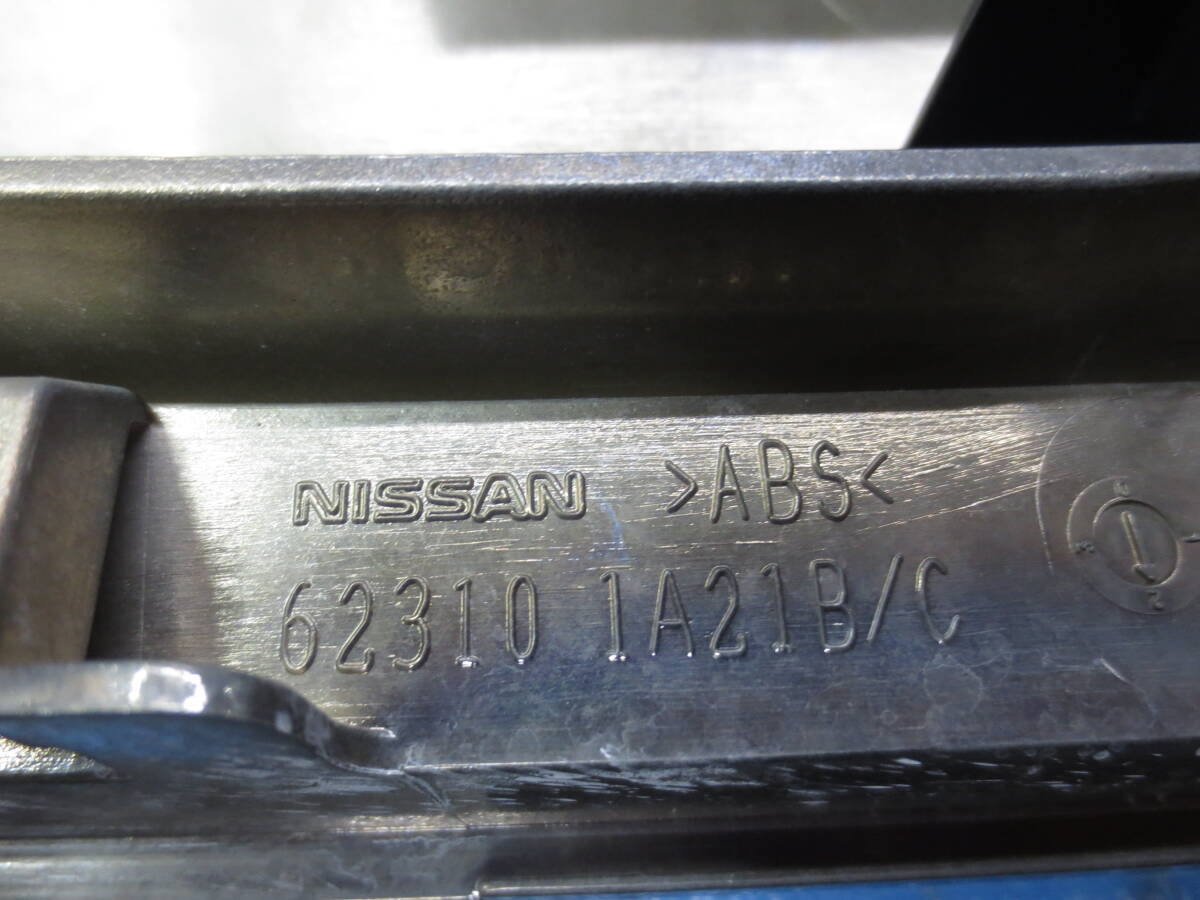 NISSAN >ABS<
62310 1A21B/C